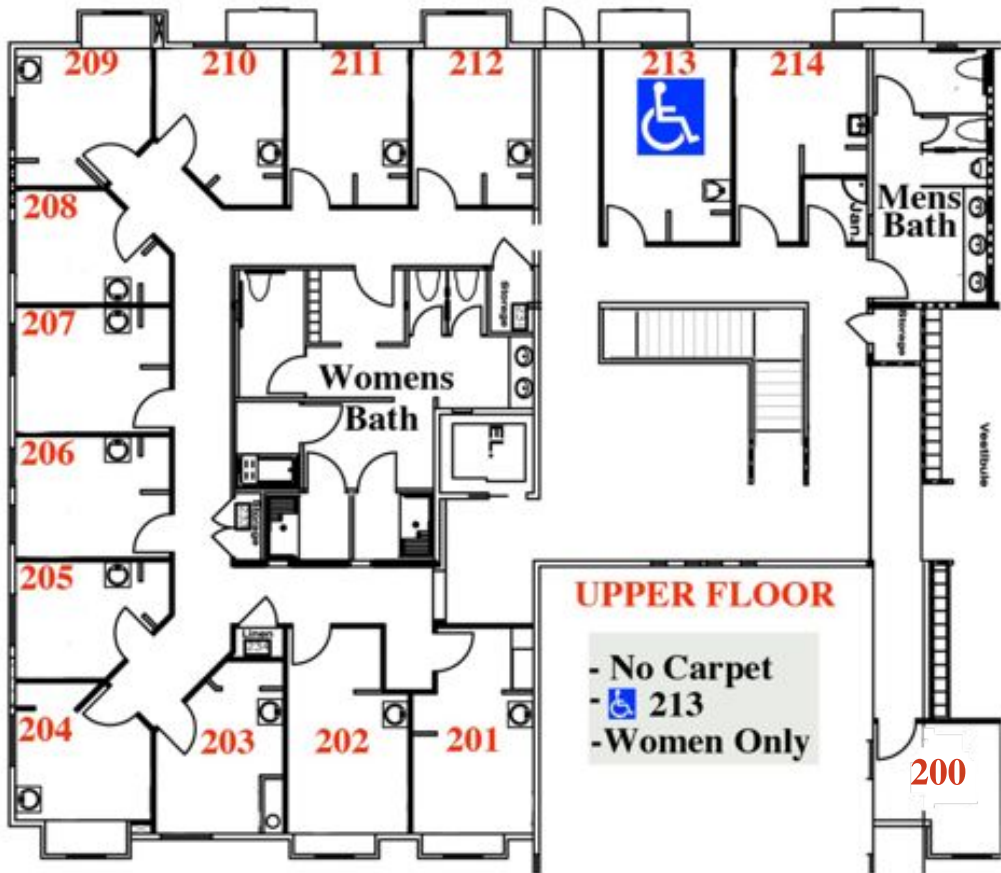 209 210 211 212 213 214
208
Mens
Bath
Jan.
Storage
207
Storage
Womens
Bath
EL.
206
Vestibule
Storage
205
UPPER FLOOR
Linen
- No Carpet
- 213
-Women Only
204 203 202 201
200